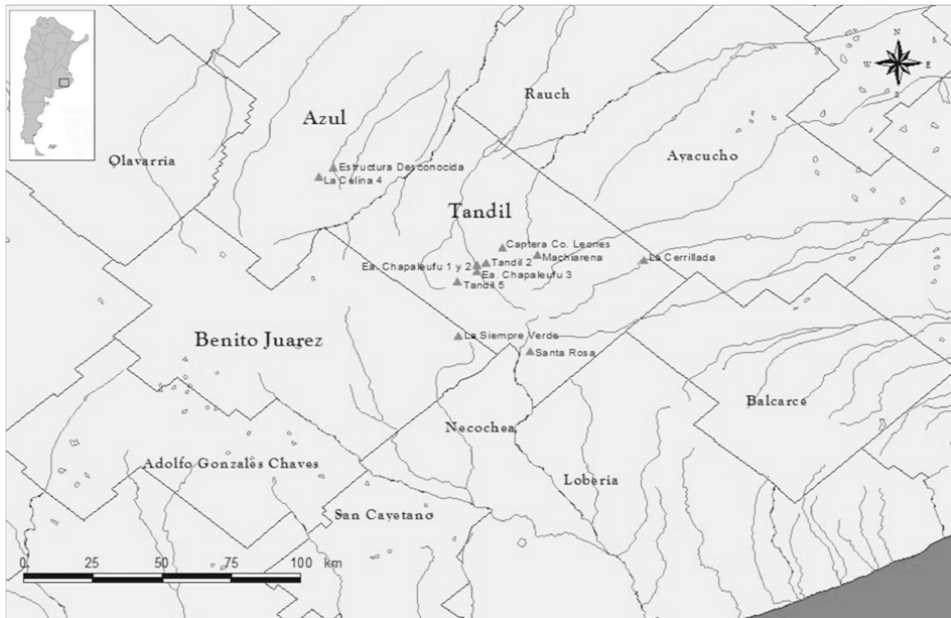 N
W E
S
Rauch
Azul
Olavarria
Ayacucho
Estructura Desconocida
La Celina 4
Tandil
Cantera Co. Leones
Machiarena
La Cerrillada
Tandil 2
Ea. Chapaleufu 1 y 2
Ea. Chapaleufu 3
Tandil 5
Benito Juarez
La Siempre Verde
Santa Rosa
Balcarce
Necochea
Adolfo Gonzales Chaves
Loberia
San Cayetano
0 25 50 75 100 km